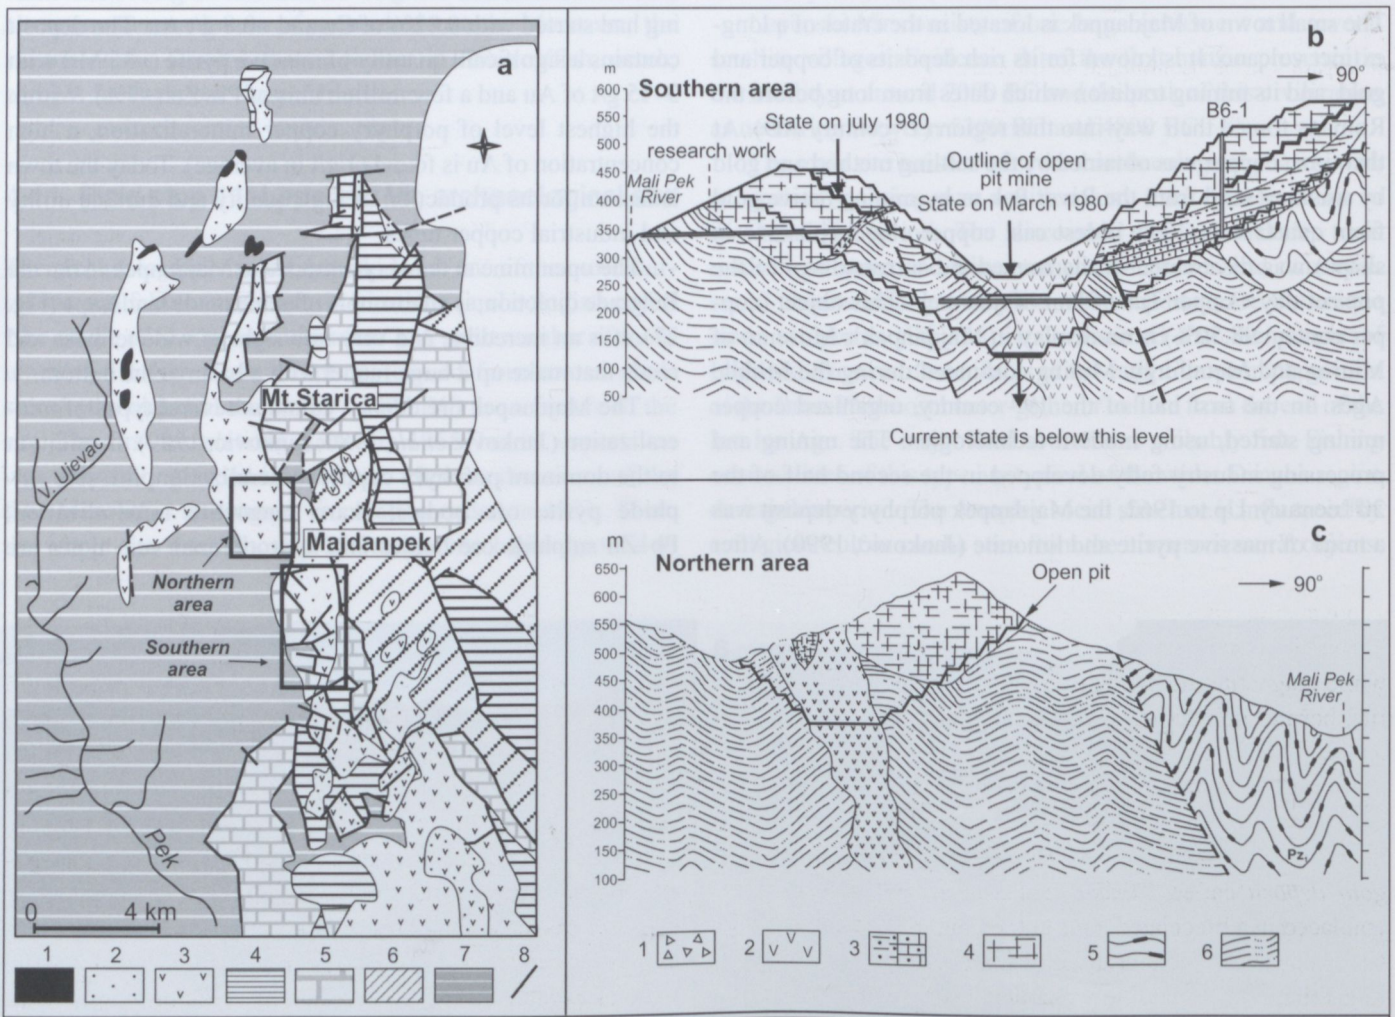 a
Mt.Starica
V. Ujevac
Majdanpek
Northern
area
Southern
area
Pek
0 4 km
1 2 3 4 5 6 7 8
b
m
Southern area
90°
600
550
500
450
400
350
300
250
200
150
100
50
State on july 1980
B6-1
research work
Outline of open
pit mine
State on March 1980
Mali Pek
River
Current state is below this level
c
m
Northern area
Open pit
90°
650
600
550
500
450
400
350
300
250
200
150
100
Mali Pek
River
Pz
1 2 3 4 5 6